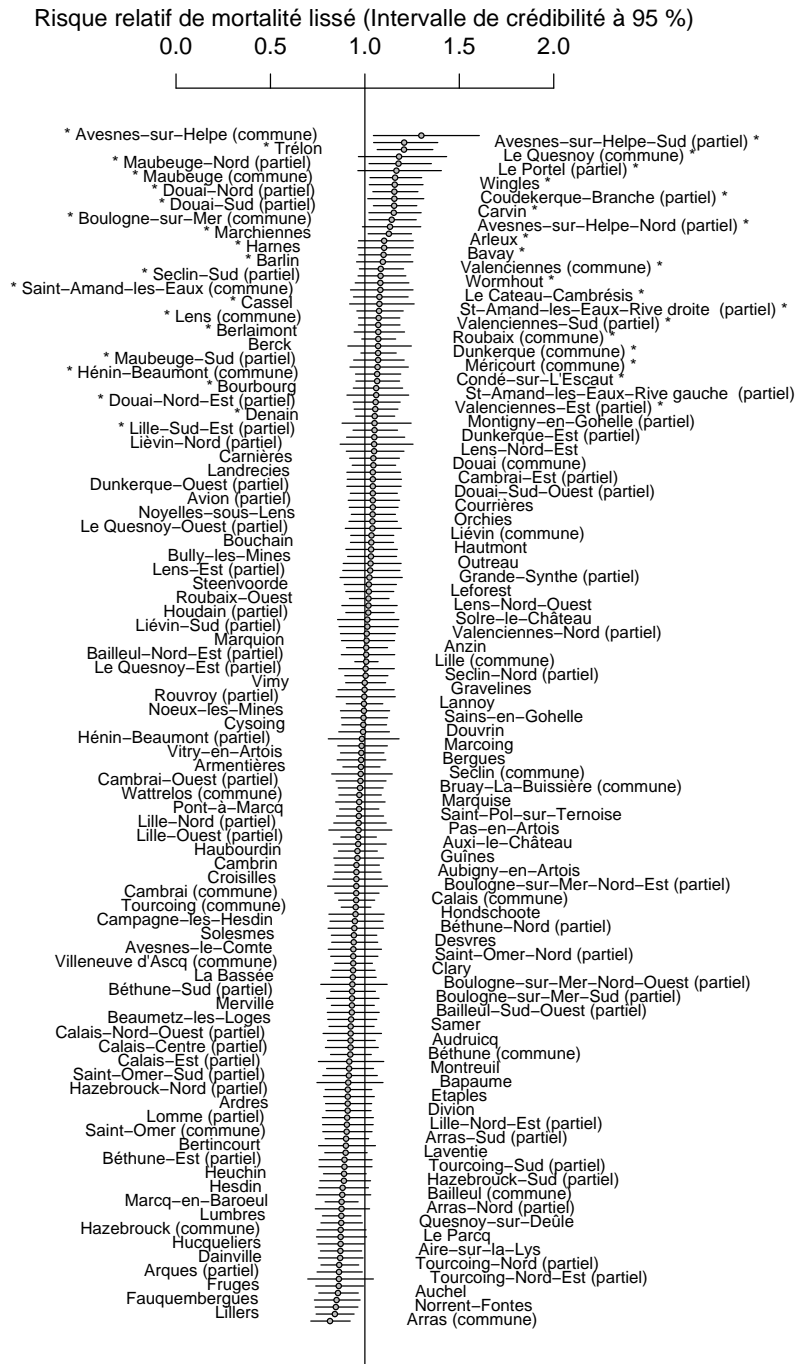 Risque relatif de mortalité lissé (Intervalle de crédibilité à 95 %)
0.0 0.5 1.0 1.5 2.0
* Avesnes−sur−Helpe (commune)
* Trélon
* Maubeuge−Nord (partiel)
* Maubeuge (commune)
* Douai−Nord (partiel)
* Douai−Sud (partiel)
* Boulogne−sur−Mer (commune)
* Marchiennes
* Harnes
* Barlin
* Seclin−Sud (partiel)
* Saint−Amand−les−Eaux (commune)
* Cassel
* Lens (commune)
* Berlaimont
Berck
* Maubeuge−Sud (partiel)
* Hénin−Beaumont (commune)
* Bourbourg
* Douai−Nord−Est (partiel)
* Denain
* Lille−Sud−Est (partiel)
Lièvin−Nord (partiel)
Carnières
Landrecies
Dunkerque−Ouest (partiel)
Avion (partiel)
Noyelles−sous−Lens
Le Quesnoy−Ouest (partiel)
Bouchain
Bully−les−Mines
Lens−Est (partiel)
Steenvoorde
Roubaix−Ouest
Houdain (partiel)
Liévin−Sud (partiel)
Marquion
Bailleul−Nord−Est (partiel)
Le Quesnoy−Est (partiel)
Vimy
Rouvroy (partiel)
Noeux−les−Mines
Cysoing
Hénin−Beaumont (partiel)
Vitry−en−Artois
Armentières
Cambrai−Ouest (partiel)
Wattrelos (commune)
Pont−à−Marcq
Lille−Nord (partiel)
Lille−Ouest (partiel)
Haubourdin
Cambrin
Croisilles
Cambrai (commune)
Tourcoing (commune)
Campagne−les−Hesdin
Solesmes
Avesnes−le−Comte
Villeneuve d'Ascq (commune)
La Bassée
Béthune−Sud (partiel)
Merville
Beaumetz−les−Loges
Calais−Nord−Ouest (partiel)
Calais−Centre (partiel)
Calais−Est (partiel)
Saint−Omer−Sud (partiel)
Hazebrouck−Nord (partiel)
Ardres
Lomme (partiel)
Saint−Omer (commune)
Bertincourt
Béthune−Est (partiel)
Heuchin
Hesdin
Marcq−en−Baroeul
Lumbres
Hazebrouck (commune)
Hucqueliers
Dainville
Arques (partiel)
Fruges
Fauquembergues
Lillers
Avesnes−sur−Helpe−Sud (partiel) *
Le Quesnoy (commune) *
Le Portel (partiel) *
Wingles *
Coudekerque−Branche (partiel) *
Carvin *
Avesnes−sur−Helpe−Nord (partiel) *
Arleux *
Bavay *
Valenciennes (commune) *
Wormhout *
Le Cateau−Cambrésis *
St−Amand−les−Eaux−Rive droite (partiel) *
Valenciennes−Sud (partiel) *
Roubaix (commune) *
Dunkerque (commune) *
Méricourt (commune) *
Condé−sur−L'Escaut *
St−Amand−les−Eaux−Rive gauche (partiel)
Valenciennes−Est (partiel) *
Montigny−en−Gohelle (partiel)
Dunkerque−Est (partiel)
Lens−Nord−Est
Douai (commune)
Cambrai−Est (partiel)
Douai−Sud−Ouest (partiel)
Courrières
Orchies
Liévin (commune)
Hautmont
Outreau
Grande−Synthe (partiel)
Leforest
Lens−Nord−Ouest
Solre−le−Château
Valenciennes−Nord (partiel)
Anzin
Lille (commune)
Seclin−Nord (partiel)
Gravelines
Lannoy
Sains−en−Gohelle
Douvrin
Marcoing
Bergues
Seclin (commune)
Bruay−La−Buissière (commune)
Marquise
Saint−Pol−sur−Ternoise
Pas−en−Artois
Auxi−le−Château
Guînes
Aubigny−en−Artois
Boulogne−sur−Mer−Nord−Est (partiel)
Calais (commune)
Hondschoote
Béthune−Nord (partiel)
Desvres
Saint−Omer−Nord (partiel)
Clary
Boulogne−sur−Mer−Nord−Ouest (partiel)
Boulogne−sur−Mer−Sud (partiel)
Bailleul−Sud−Ouest (partiel)
Samer
Audruicq
Béthune (commune)
Montreuil
Bapaume
Etaples
Divion
Lille−Nord−Est (partiel)
Arras−Sud (partiel)
Laventie
Tourcoing−Sud (partiel)
Hazebrouck−Sud (partiel)
Bailleul (commune)
Arras−Nord (partiel)
Quesnoy−sur−Deûle
Le Parcq
Aire−sur−la−Lys
Tourcoing−Nord (partiel)
Tourcoing−Nord−Est (partiel)
Auchel
Norrent−Fontes
Arras (commune)